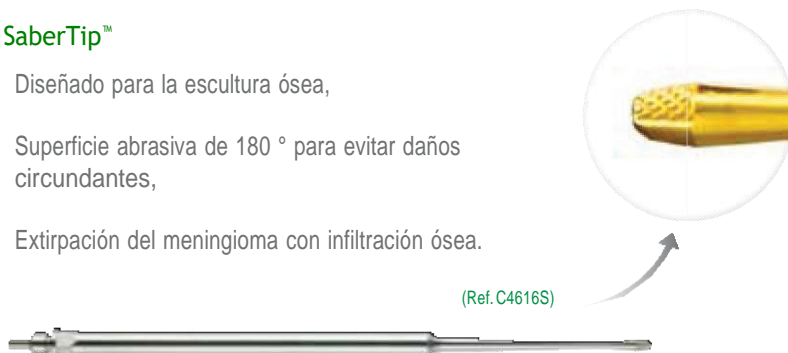 SaberTip™
Diseñado para la escultura ósea,
Superficie abrasiva de 180 ° para evitar daños
circundantes,
Extirpación del meningioma con infiltración ósea.
(Ref. C4616S)